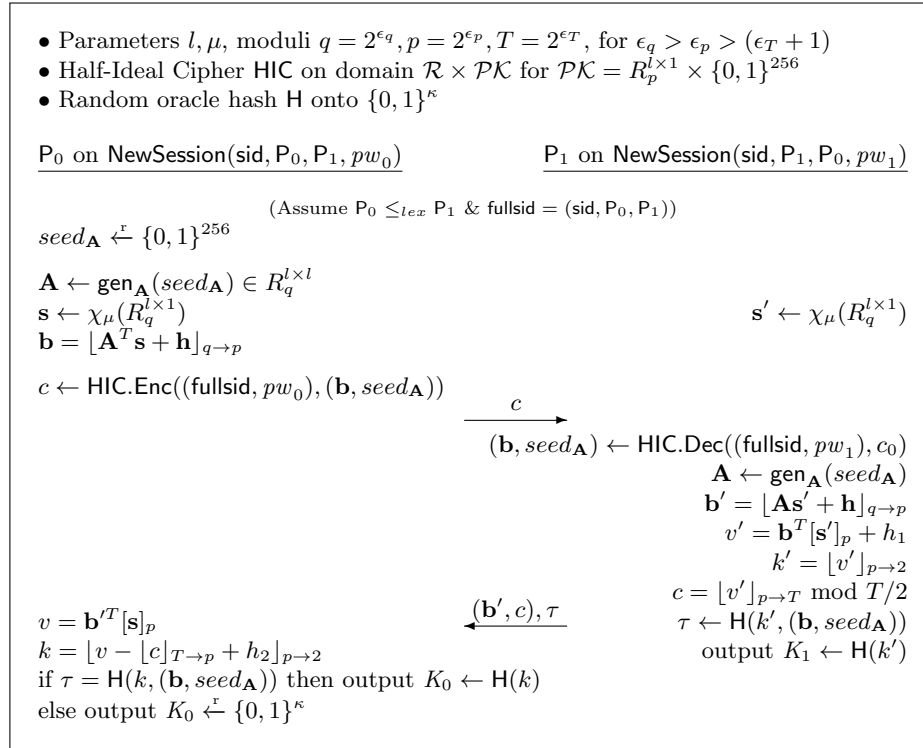 • Parameters l, μ, moduli q = 2^{ϵ_q}, p = 2^{ϵ_p}, T = 2^{ϵ_T}, for ϵ_q > ϵ_p > (ϵ_T + 1)
• Half-Ideal Cipher HIC on domain 𝓡 × 𝓟𝓚 for 𝓟𝓚 = R_p^{l×1} × {0, 1}^{256}
• Random oracle hash H onto {0, 1}^κ
P_0 on NewSession(sid, P_0, P_1, pw_0) P_1 on NewSession(sid, P_1, P_0, pw_1)
(Assume P_0 ≤_{lex} P_1 & fullsid = (sid, P_0, P_1))
seed_A ←^r {0, 1}^{256}
A ← gen_A(seed_A) ∈ R_q^{l×l}
s ← χ_μ(R_q^{l×1}) s′ ← χ_μ(R_q^{l×1})
b = ⌊A^T s + h⌋_{q→p}
c ← HIC.Enc((fullsid, pw_0), (b, seed_A))
c
(b, seed_A) ← HIC.Dec((fullsid, pw_1), c_0)
A ← gen_A(seed_A)
b′ = ⌊As′ + h⌋_{q→p}
v′ = b^T[s′]_p + h_1
k′ = ⌊v′⌋_{p→2}
c = ⌊v′⌋_{p→T} mod T/2
v = b′^T[s]_p (b′, c), τ τ ← H(k′, (b, seed_A))
k = ⌊v − ⌊c⌋_{T→p} + h_2⌋_{p→2} output K_1 ← H(k′)
if τ = H(k, (b, seed_A)) then output K_0 ← H(k)
else output K_0 ←^r {0, 1}^κ